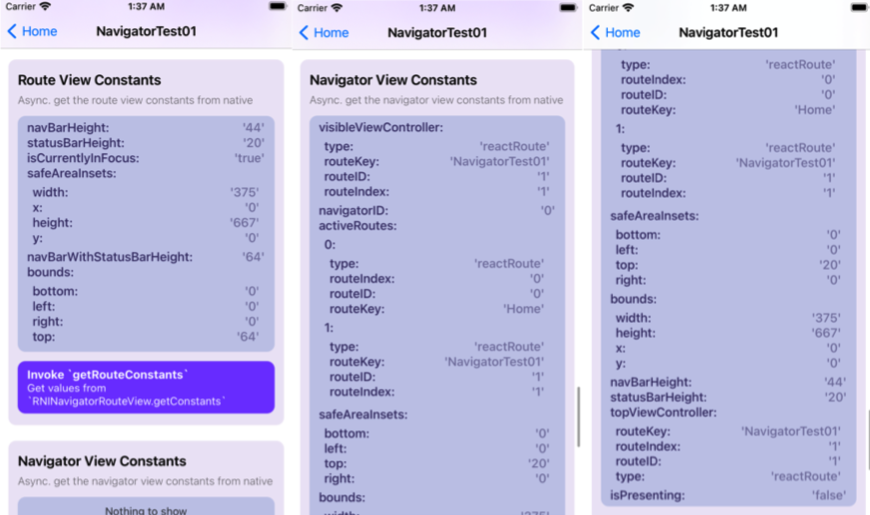 Carrier 1:37 AM
Home NavigatorTest01
Route View Constants
Async. get the route view constants from native
navBarHeight: '44'
statusBarHeight: '20'
isCurrentlyInFocus: 'true'
safeAreaInsets:
width: '375'
x: '0'
height: '667'
y: '0'
navBarWithStatusBarHeight: '64'
bounds:
bottom: '0'
left: '0'
right: '0'
top: '64'
Invoke `getRouteConstants`
Get values from
`RNINavigatorRouteView.getConstants`
Navigator View Constants
Async. get the navigator view constants from native
Nothing to show
Carrier 1:37 AM
Home NavigatorTest01
Navigator View Constants
Async. get the navigator view constants from native
visibleViewController:
type: 'reactRoute'
routeKey: 'NavigatorTest01'
routeID: '1'
routeIndex: '1'
navigatorID: '0'
activeRoutes:
0:
type: 'reactRoute'
routeIndex: '0'
routeID: '0'
routeKey: 'Home'
1:
type: 'reactRoute'
routeKey: 'NavigatorTest01'
routeID: '1'
routeIndex: '1'
safeAreaInsets:
bottom: '0'
left: '0'
top: '20'
right: '0'
bounds:
width: '375'
Carrier 1:37 AM
Home NavigatorTest01
type: 'reactRoute'
routeIndex: '0'
routeID: '0'
routeKey: 'Home'
1:
type: 'reactRoute'
routeKey: 'NavigatorTest01'
routeID: '1'
routeIndex: '1'
safeAreaInsets:
bottom: '0'
left: '0'
top: '20'
right: '0'
bounds:
width: '375'
height: '667'
x: '0'
y: '0'
navBarHeight: '44'
statusBarHeight: '20'
topViewController:
routeKey: 'NavigatorTest01'
routeIndex: '1'
routeID: '1'
type: 'reactRoute'
isPresenting: 'false'